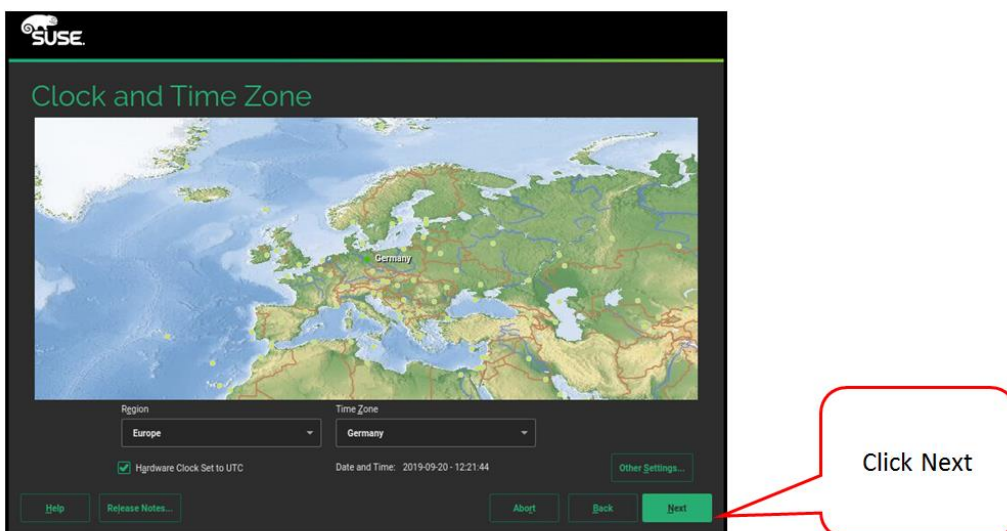 SUSE.
Clock and Time Zone
Germany
Region
Time Zone
Europe
Germany
Hardware Clock Set to UTC
Date and Time: 2019-09-20 - 12:21:44
Other Settings...
Help
Release Notes...
Abort
Back
Next
Click Next